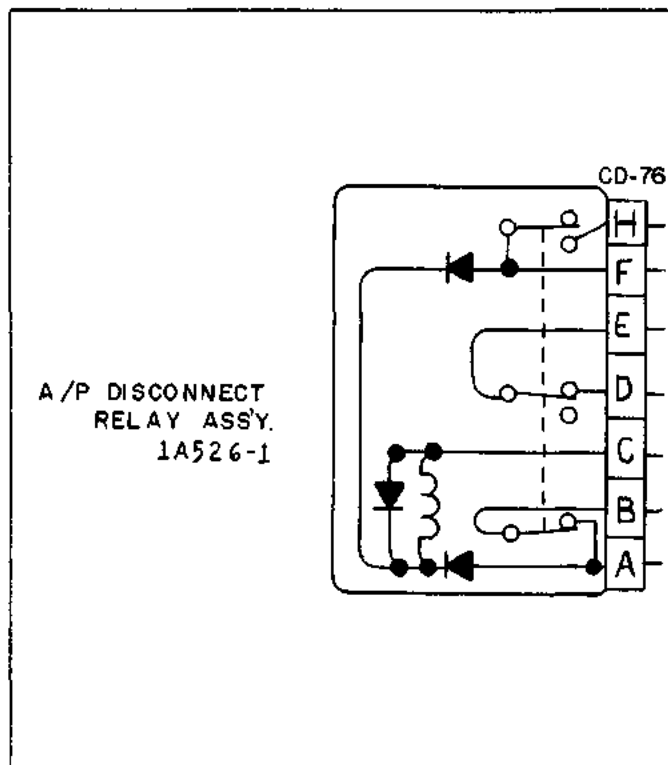 CD-76
H
F
E
D
C
B
A
A/P DISCONNECT
RELAY ASS'Y.
1A526-1